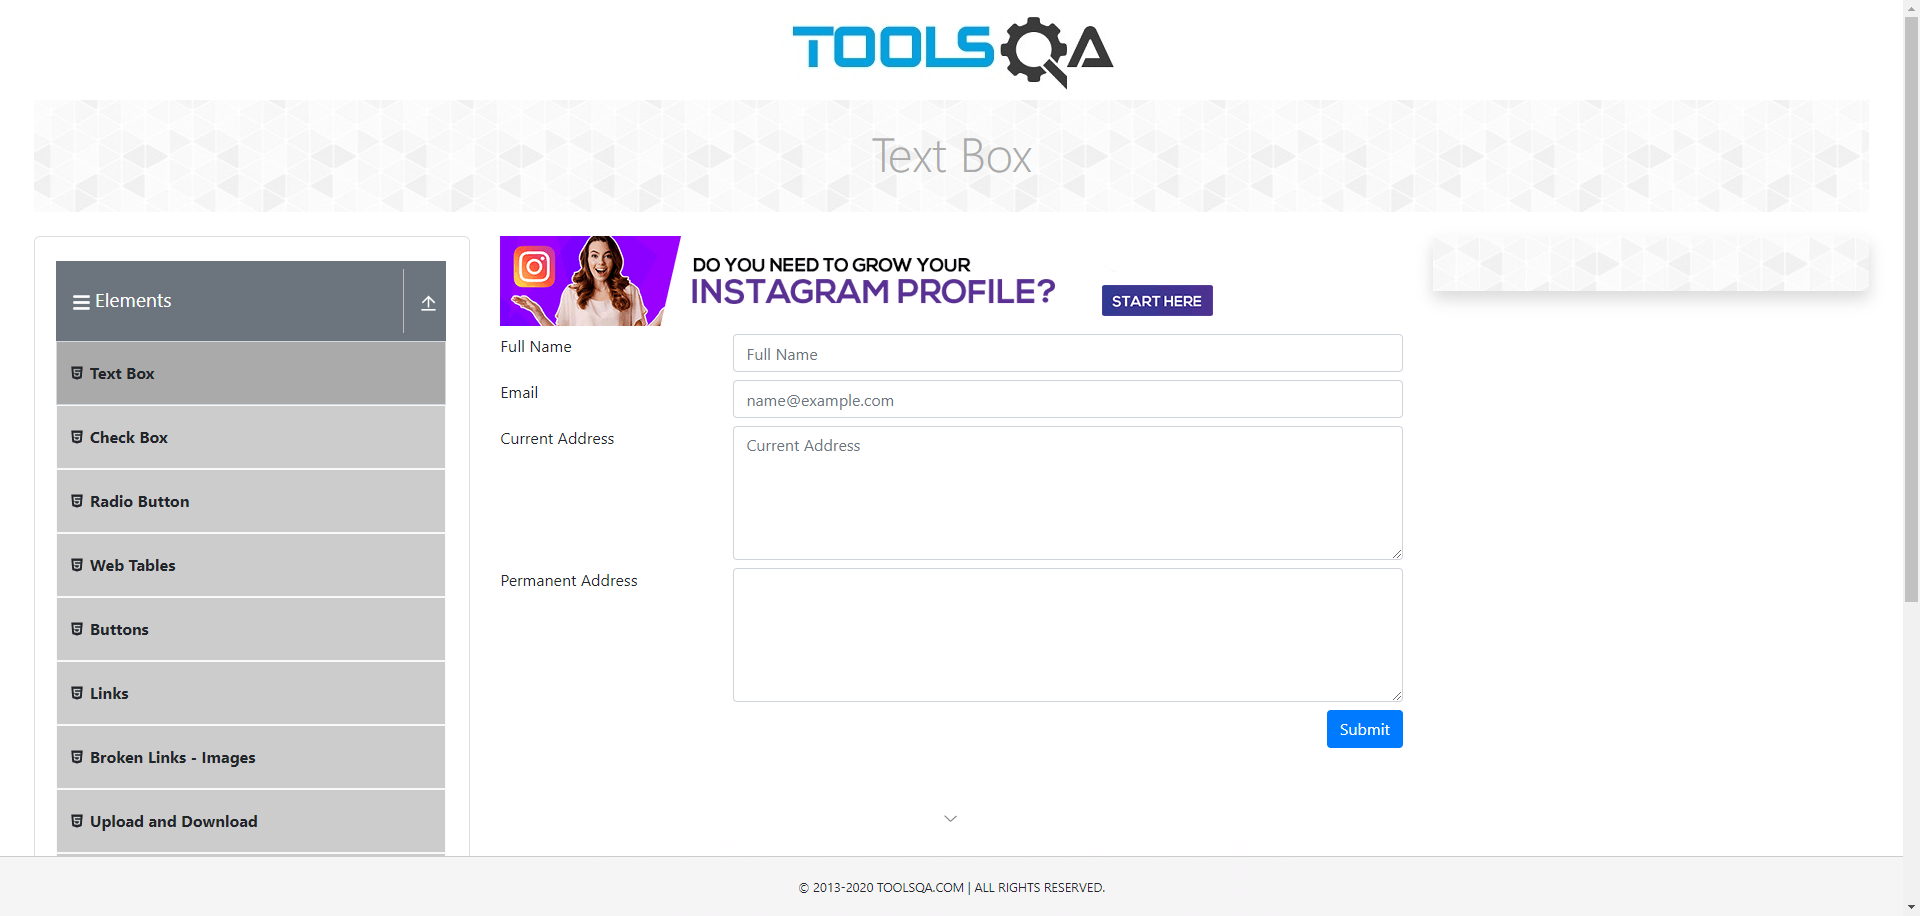 TOOLSQA
Text Box
Elements
Text Box
Check Box
Radio Button
Web Tables
Buttons
Links
Broken Links - Images
Upload and Download
DO YOU NEED TO GROW YOUR
INSTAGRAM PROFILE?
START HERE
Full Name
Full Name
Email
name@example.com
Current Address
Current Address
Permanent Address
Submit
© 2013-2020 TOOLSQA.COM | ALL RIGHTS RESERVED.